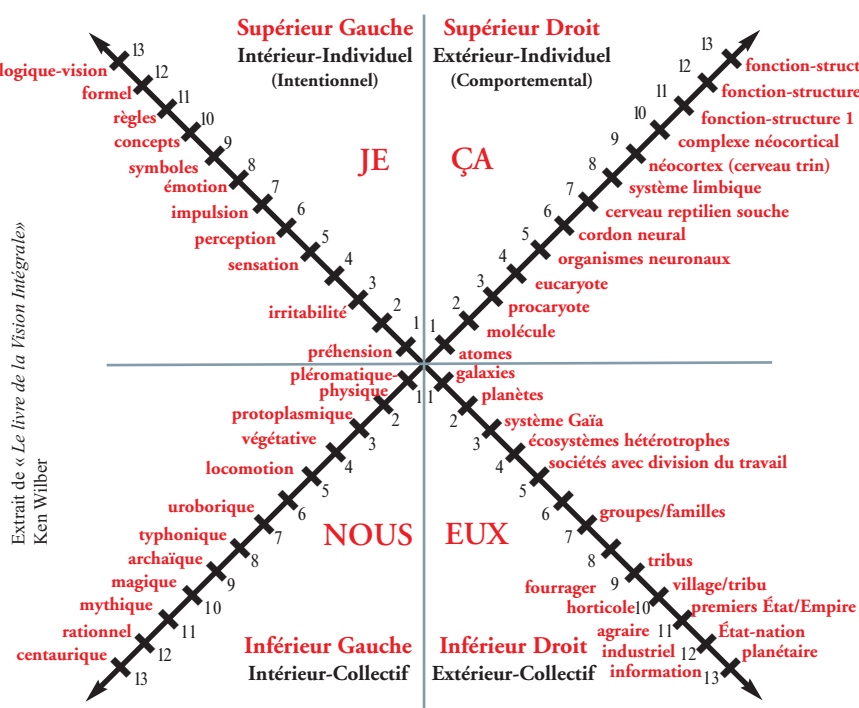 Supérieur Gauche
Intérieur-Individuel
(Intentionnel)
JE
13
logique-vision
12
formel
11
règles
10
concepts
9
symboles
8
émotion
7
impulsion
6
perception
5
sensation
4
3
irritabilité
2
1
préhension
Supérieur Droit
Extérieur-Individuel
(Comportemental)
ÇA
13
fonction-struct
12
fonction-structure
11
fonction-structure 1
10
complexe néocortical
9
néocortex (cerveau trin)
8
système limbique
7
cerveau reptilien souche
6
cordon neural
5
organismes neuronaux
4
eucaryote
3
procaryote
2
molécule
1
atomes
pléromatique-
physique
1
protoplasmique
2
végétative
3
locomotion
4
5
uroborique
6
typhonique
7
archaïque
8
magique
9
mythique
10
rationnel
11
centaurique
12
13
NOUS
Inférieur Gauche
Intérieur-Collectif
galaxies
1
planètes
2
système Gaïa
3
écosystèmes hétérotrophes
4
sociétés avec division du travail
5
6
groupes/familles
7
8
tribus
9
fourrager
village/tribu
horticole
10
premiers État/Empire
agraire
11
État-nation
industriel
12
planétaire
information
13
EUX
Inférieur Droit
Extérieur-Collectif
Extrait de « Le livre de la Vision Intégrale»
Ken Wilber